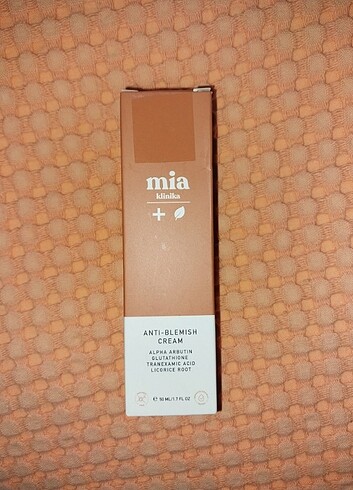 mia
klinika
ANTI-BLEMISH
CREAM
ALPHA ARBUTIN
GLUTATHIONE
TRANEXAMIC ACID
LICORICE ROOT
℮ 50 ML/1.7 FL.OZ